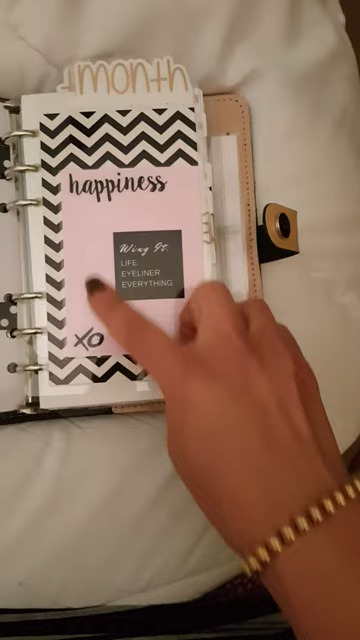 month
happiness
Wing It.
LIFE.
EYELINER
EVERYTHING.
XO